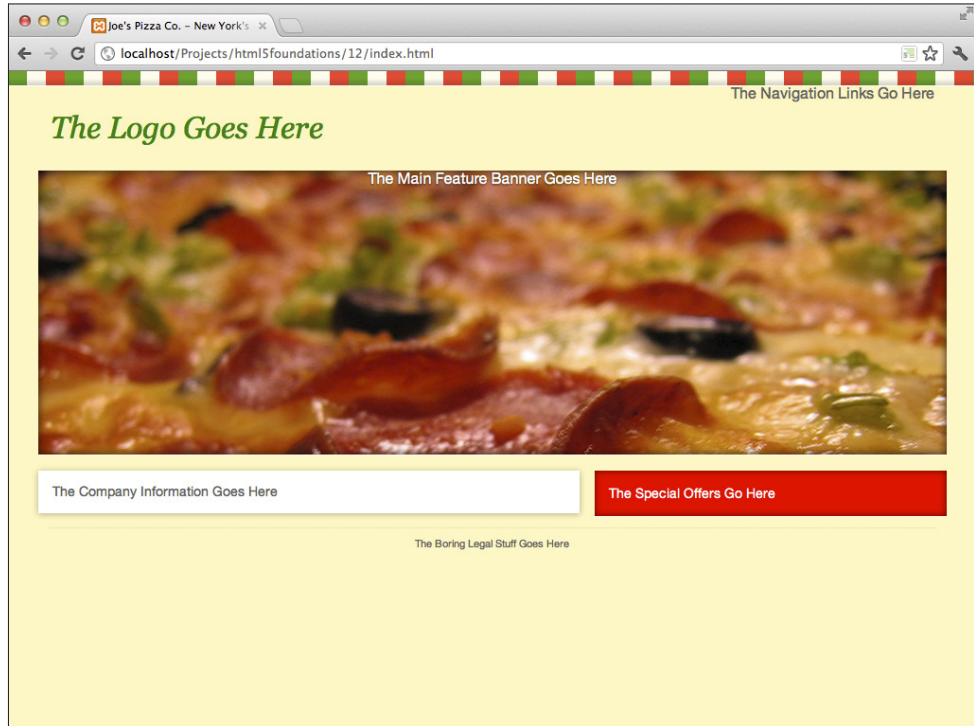 Joe's Pizza Co. – New York's
localhost/Projects/html5foundations/12/index.html
The Navigation Links Go Here
The Logo Goes Here
The Main Feature Banner Goes Here
The Company Information Goes Here
The Special Offers Go Here
The Boring Legal Stuff Goes Here